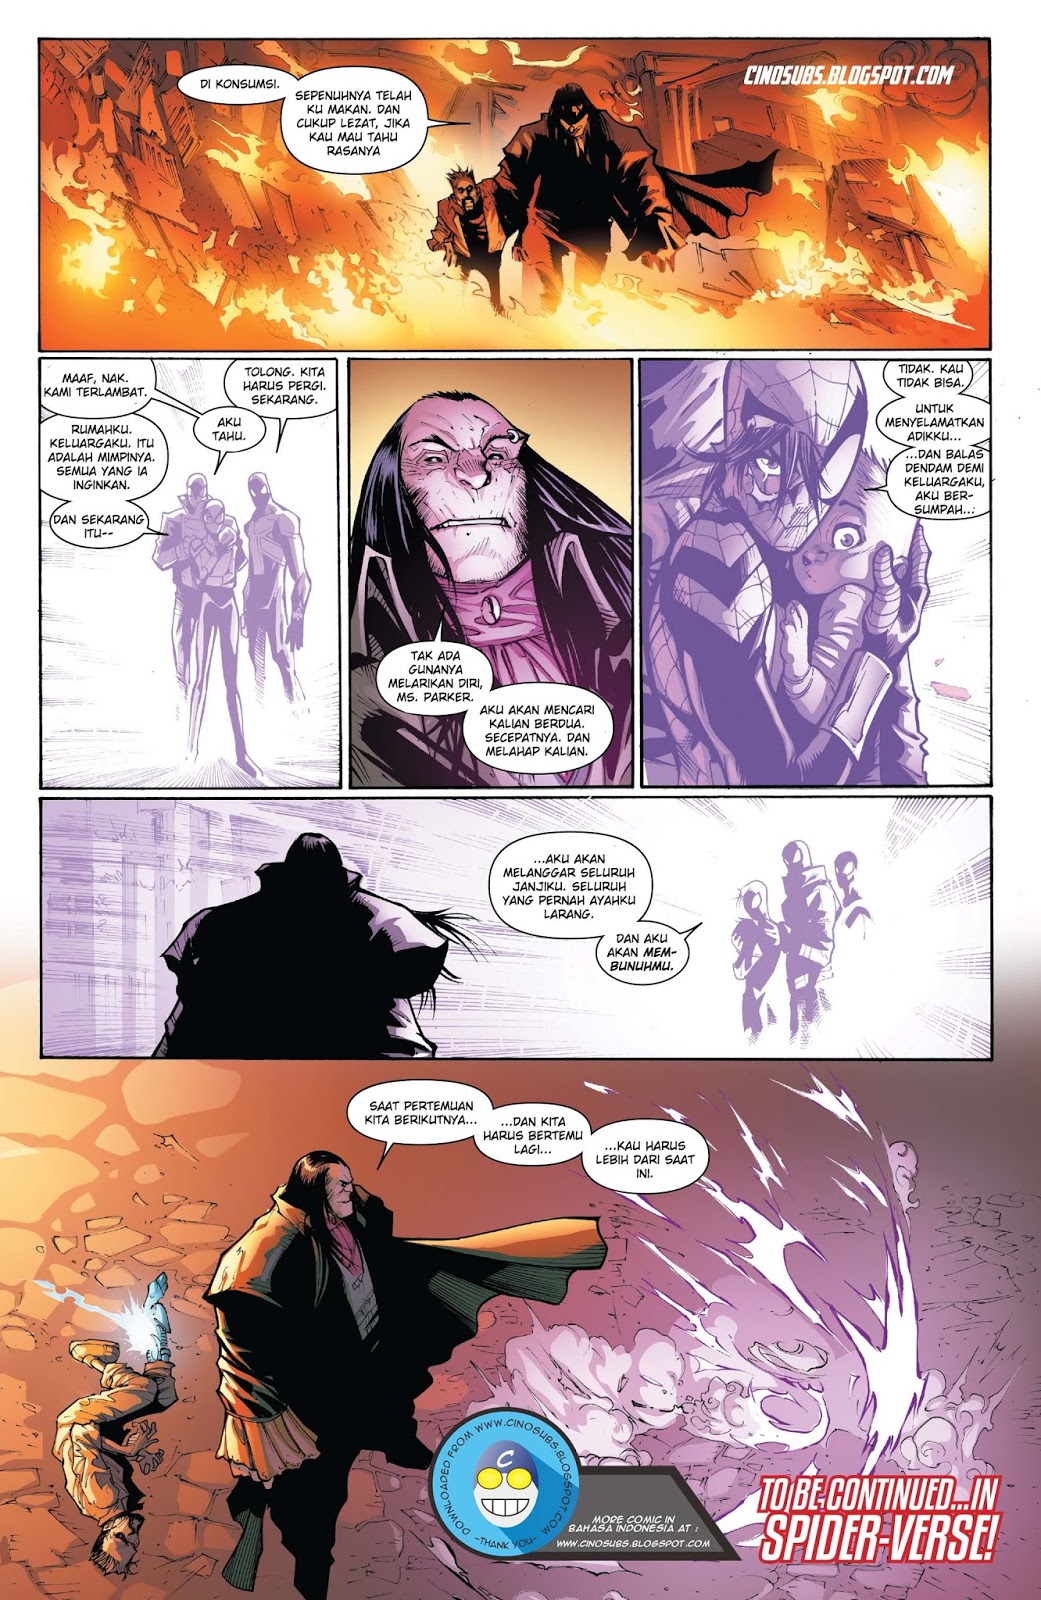 CINOSUBS.BLOGSPOT.COM
DI KONSUMSI.
SEPENUHNYA TELAH
KU MAKAN. DAN
CUKUP LEZAT, JIKA
KAU MAU TAHU
RASANYA
MAAF, NAK.
KAMI TERLAMBAT.
TOLONG. KITA
HARUS PERGI
SEKARANG.
AKU
TAHU.
RUMAHKU.
KELUARGAKU. ITU
ADALAH MIMPINYA.
SEMUA YANG IA
INGINKAN.
DAN SEKARANG
ITU--
TAK ADA
GUNANYA
MELARIKAN DIRI,
MS. PARKER.
AKU AKAN MENCARI
KALIAN BERDUA.
SECEPATNYA. DAN
MELAHAP KALIAN.
TIDAK. KAU
TIDAK BISA.
UNTUK
MENYELAMATKAN
ADIKKU...
...DAN BALAS
DENDAM DEMI
KELUARGAKU,
AKU BER-
SUMPAH...
...AKU AKAN
MELANGGAR SELURUH
JANJIKU. SELURUH
YANG PERNAH AYAHKU
LARANG.
DAN AKU
AKAN MEM-
BUNUHMU.
SAAT PERTEMUAN
KITA BERIKUTNYA...
...DAN KITA
HARUS BERTEMU
LAGI...
...KAU HARUS
LEBIH DARI SAAT
INI.
DOWNLOADED FROM WWW.CINOSUBS.BLOGSPOT.COM
C
-THANK YOU-
MORE COMIC IN
BAHASA INDONESIA AT :
WWW.CINOSUBS.BLOGSPOT.COM
TO BE CONTINUED...IN
SPIDER-VERSE!